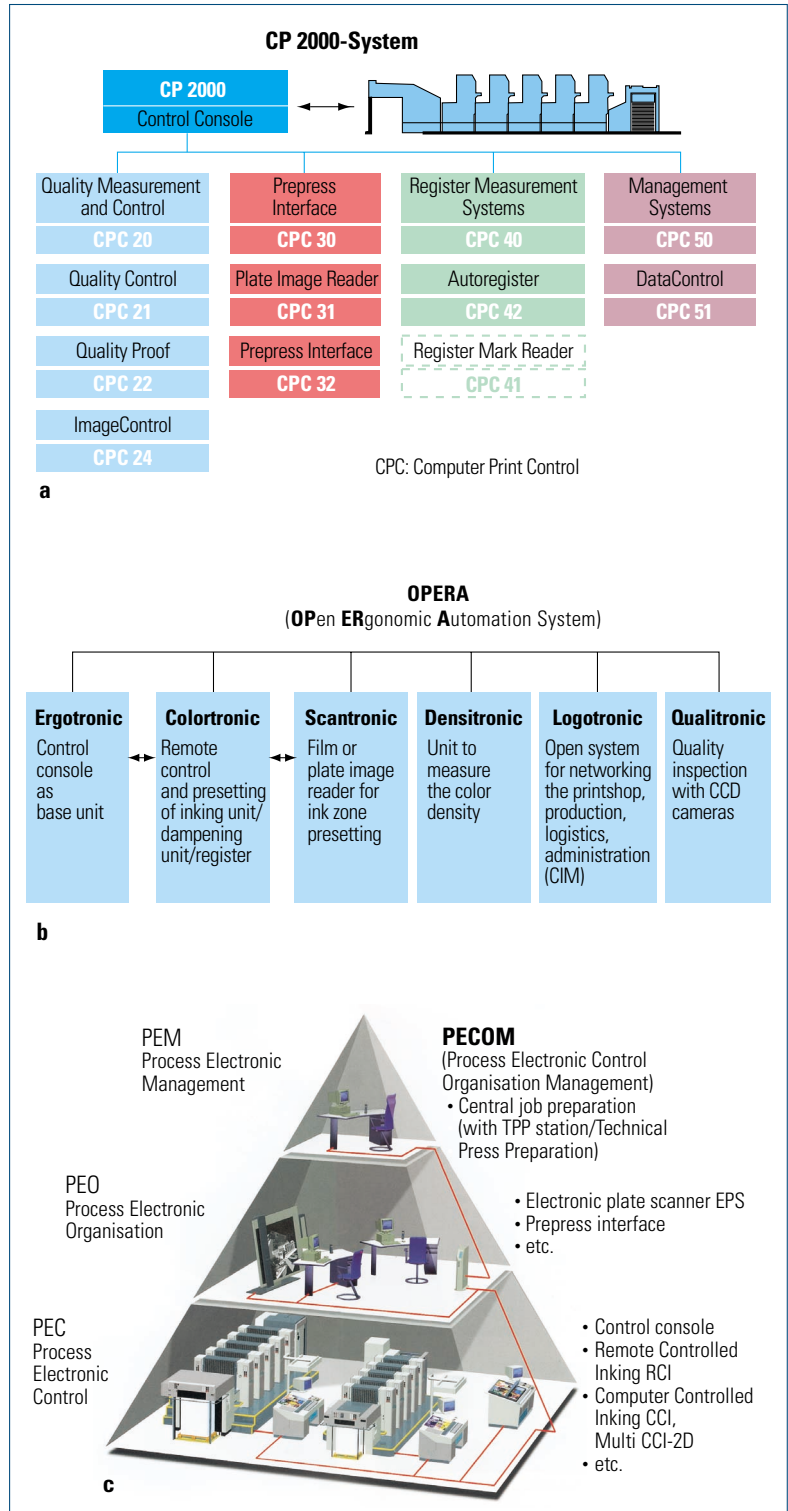 CP 2000-System
CP 2000
Control Console
Quality Measurement
and Control
CPC 20
Quality Control
CPC 21
Quality Proof
CPC 22
ImageControl
CPC 24
Prepress
Interface
CPC 30
Plate Image Reader
CPC 31
Prepress Interface
CPC 32
Register Measurement
Systems
CPC 40
Autoregister
CPC 42
Register Mark Reader
CPC 41
Management
Systems
CPC 50
DataControl
CPC 51
CPC: Computer Print Control
a
OPERA
(OPen ERgonomic Automation System)
Ergotronic
Control
console
as
base unit
Colortronic
Remote
control
and presetting
of inking unit/
dampening
unit/register
Scantronic
Film or
plate image
reader for
ink zone
presetting
Densitronic
Unit to
measure
the color
density
Logotronic
Open system
for networking
the printshop,
production,
logistics,
administration
(CIM)
Qualitronic
Quality
inspection
with CCD
cameras
b
PEM
Process Electronic
Management
PECOM
(Process Electronic Control
Organisation Management)
• Central job preparation
(with TPP station/Technical
Press Preparation)
PEO
Process Electronic
Organisation
• Electronic plate scanner EPS
• Prepress interface
• etc.
PEC
Process
Electronic
Control
• Control console
• Remote Controlled
Inking RCI
• Computer Controlled
Inking CCI,
Multi CCI-2D
• etc.
c